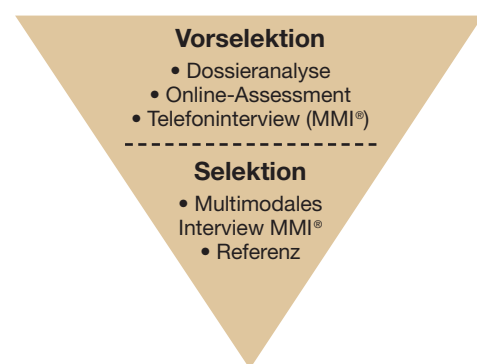 Vorselektion
• Dossieranalyse
• Online-Assessment
• Telefoninterview (MMI®)
Selektion
• Multimodales
Interview MMI®
• Referenz